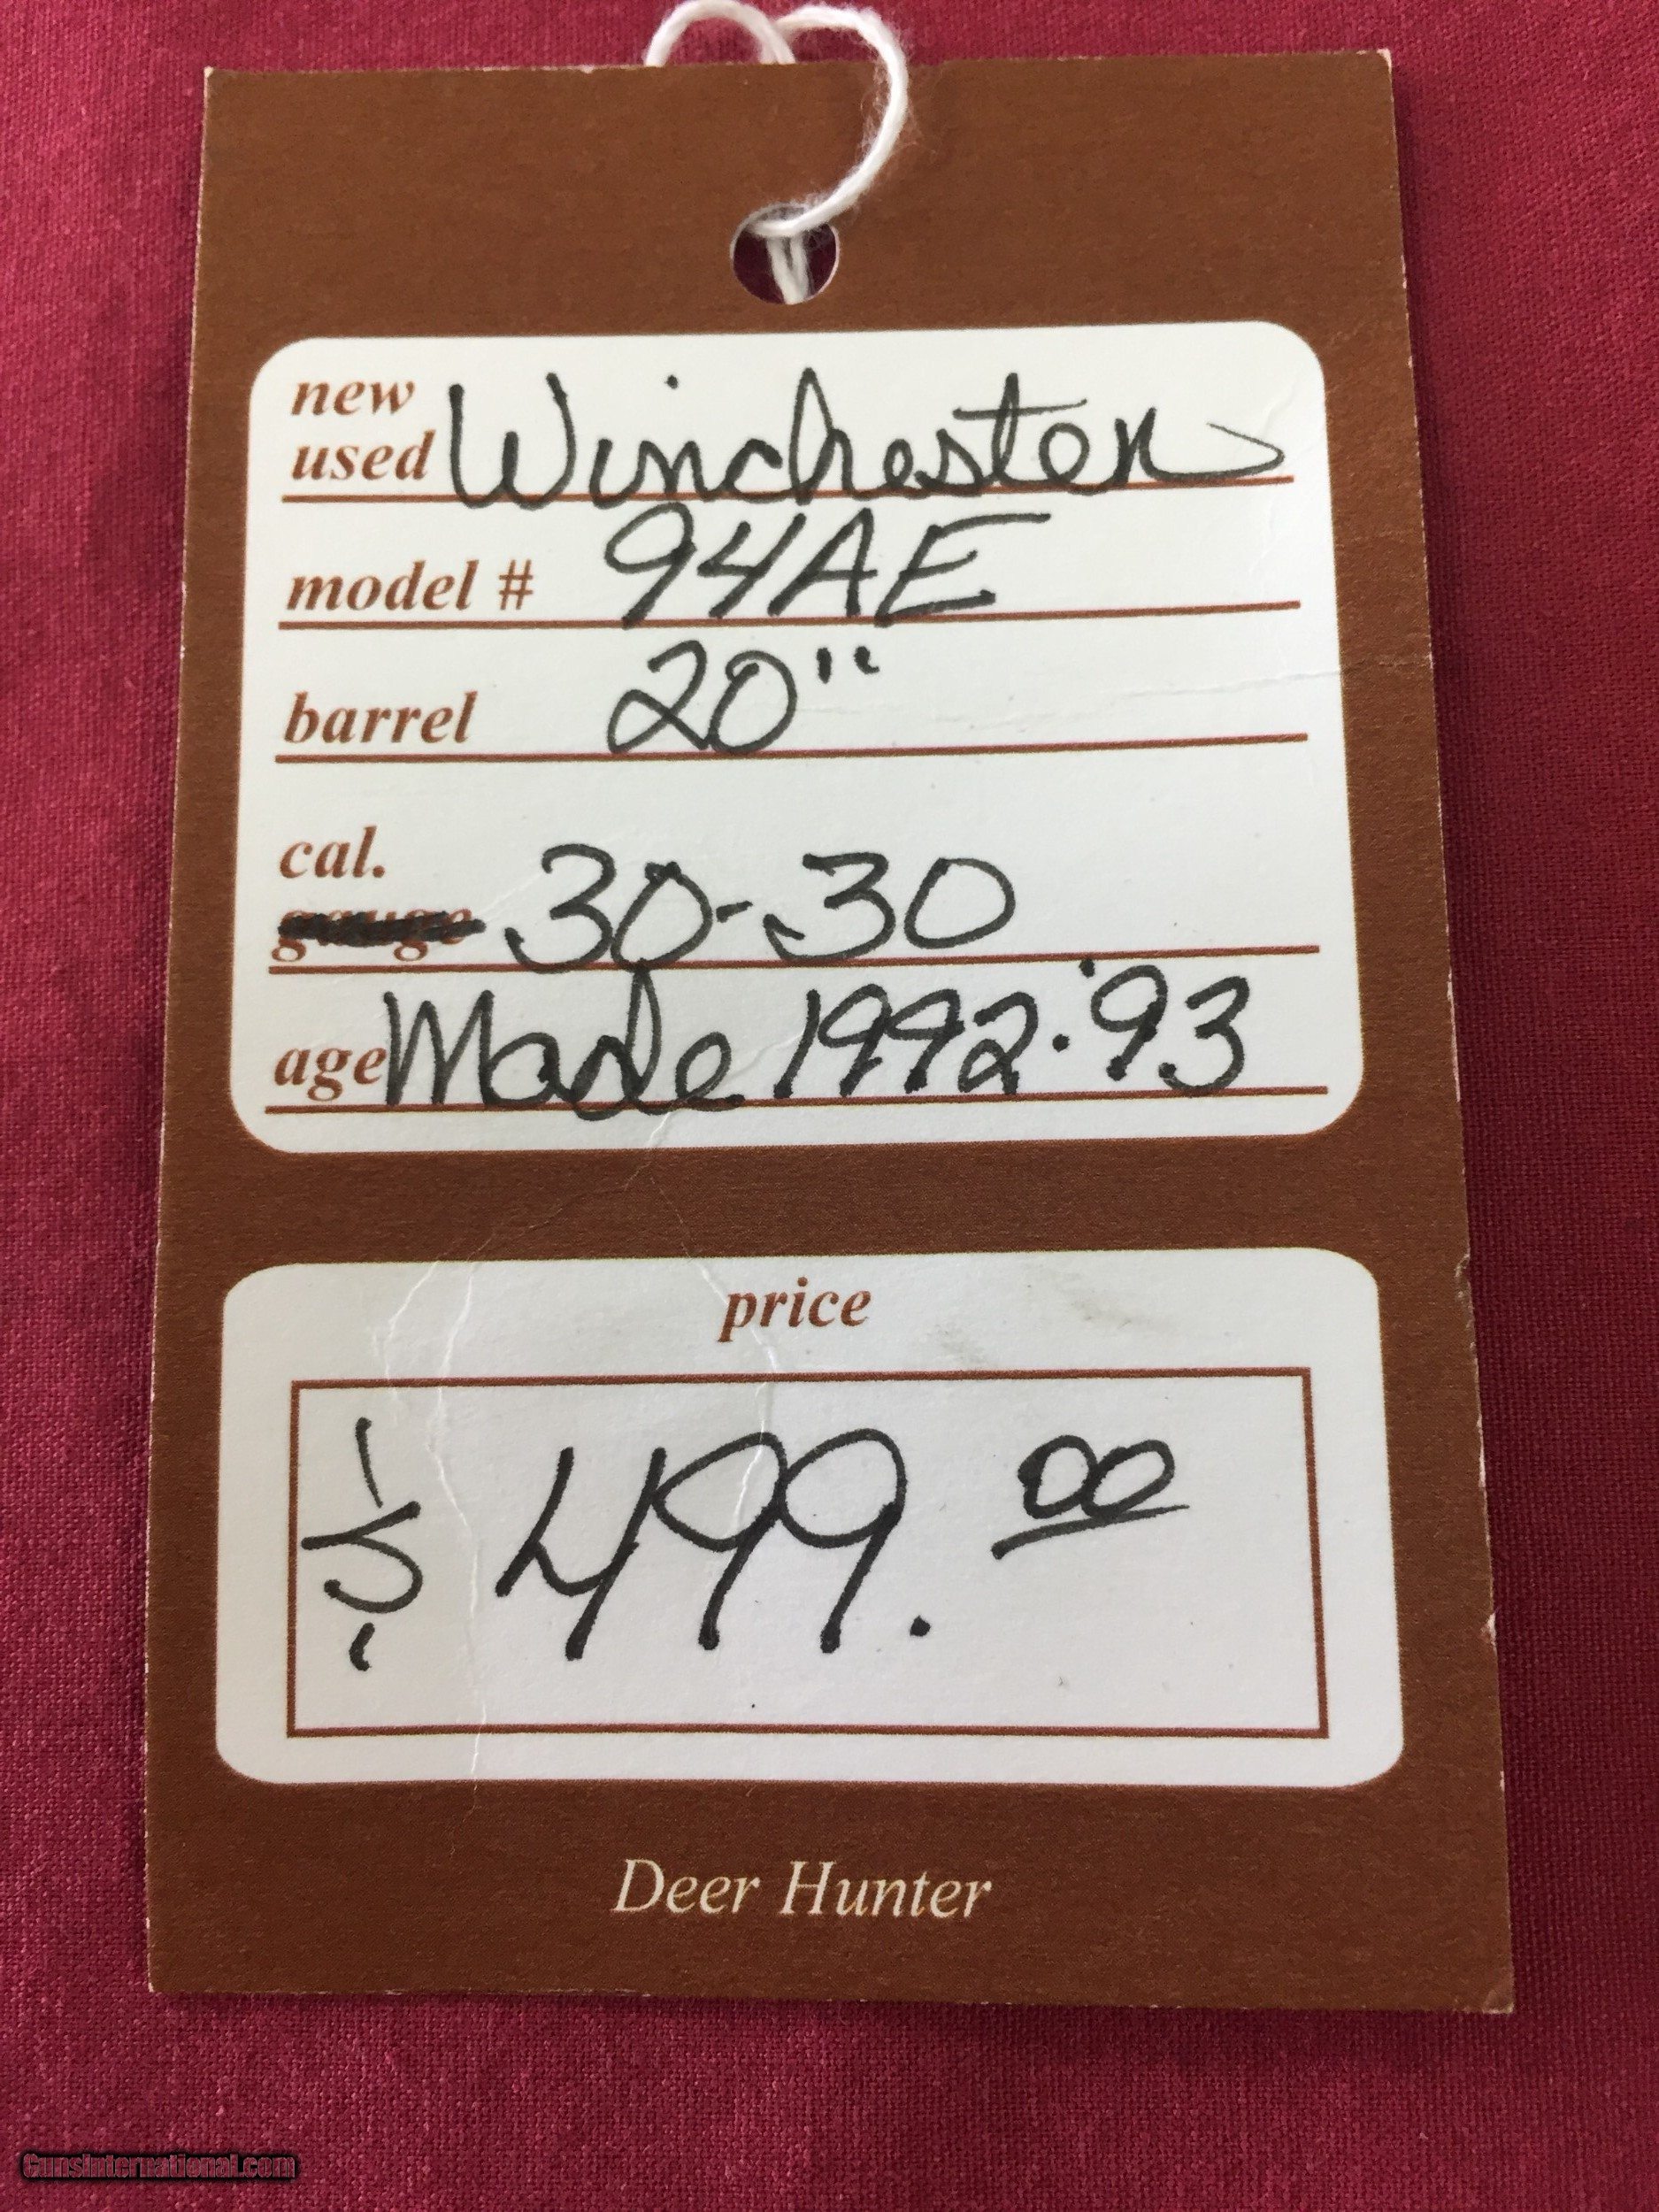 new
used Winchester
model # 94AE
barrel 20"
cal.
gauge 30-30
age Made 1992-'93
price
$499.00
Deer Hunter
GunsInternational.com